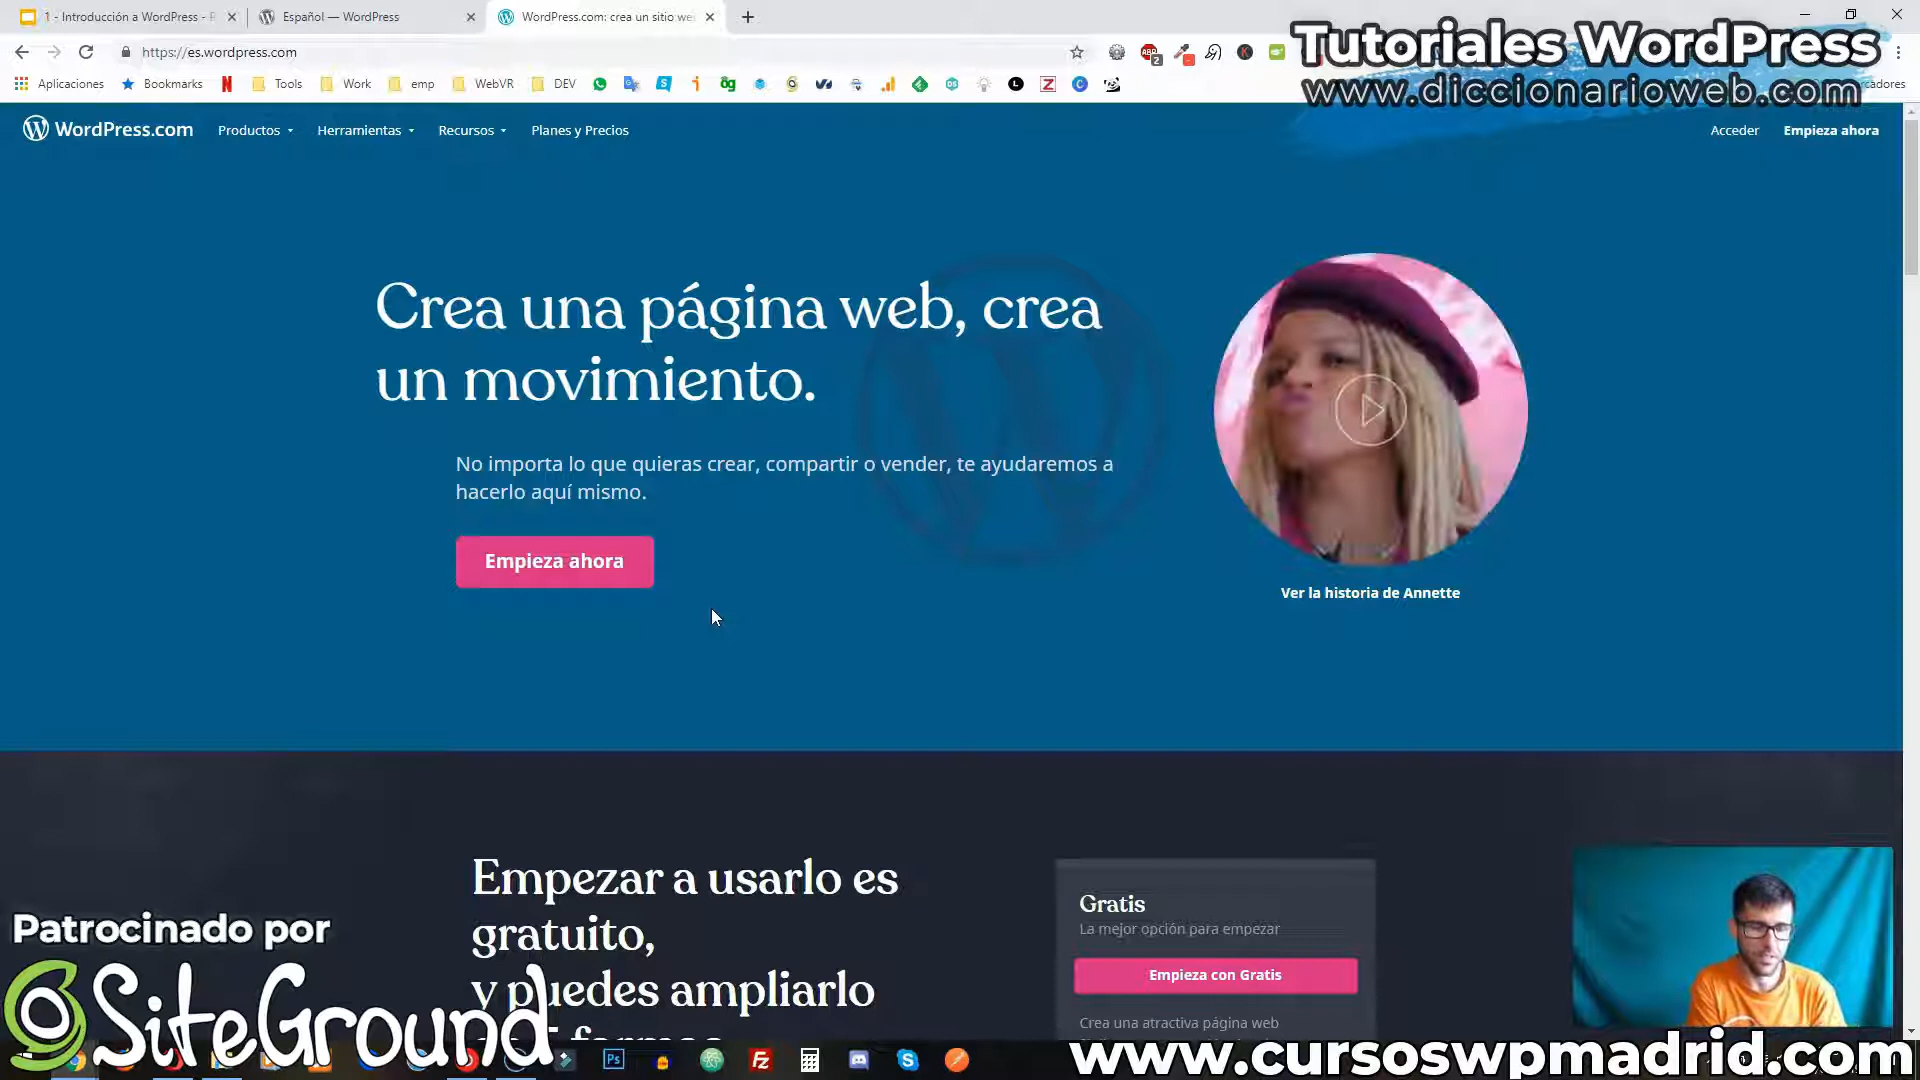 1 - Introducción a WordPress -
Español — WordPress
WordPress.com: crea un sitio we
Tutoriales WordPress
https://es.wordpress.com
www.diccionarioweb.com
Aplicaciones
Bookmarks
Tools
Work
emp
WebVR
DEV
WordPress.com
Productos
Herramientas
Recursos
Planes y Precios
Acceder
Empieza ahora
Crea una página web, crea
un movimiento.
No importa lo que quieras crear, compartir o vender, te ayudaremos a
hacerlo aquí mismo.
Empieza ahora
Ver la historia de Annette
Empezar a usarlo es
gratuito,
y puedes ampliarlo
Gratis
La mejor opción para empezar
Empieza con Gratis
Crea una atractiva página web
Patrocinado por
SiteGround
www.cursoswpmadrid.com